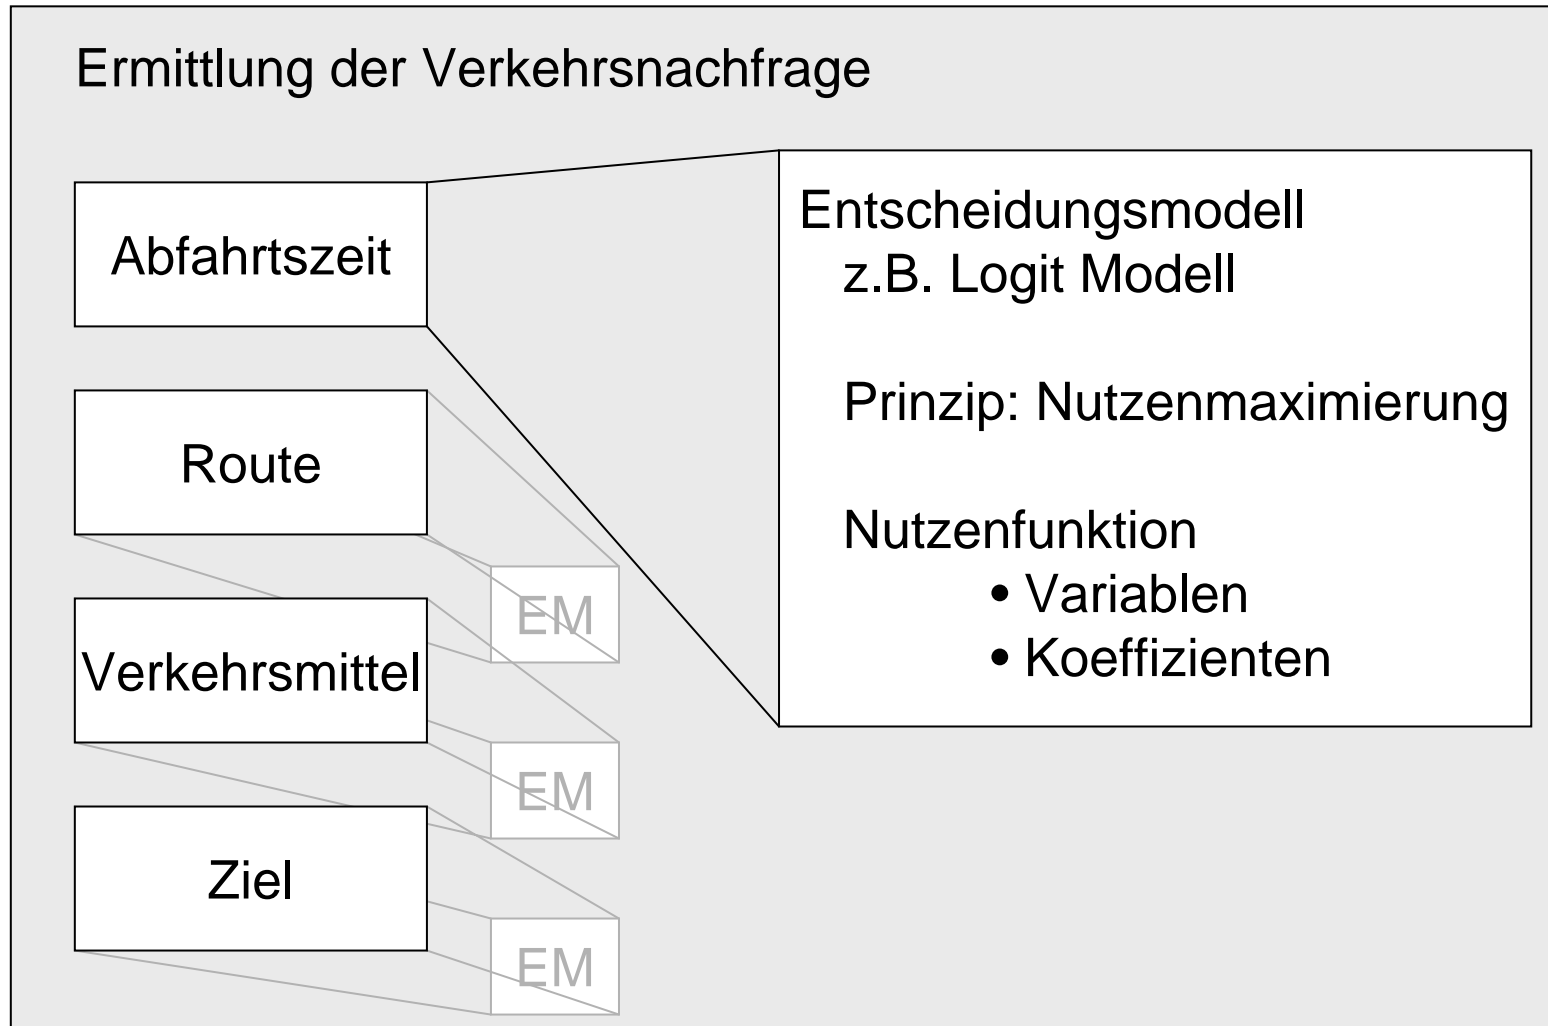 Ermittlung der Verkehrsnachfrage
Abfahrtszeit
Entscheidungsmodell
z.B. Logit Modell
Prinzip: Nutzenmaximierung
Nutzenfunktion
• Variablen
• Koeffizienten
Route
EM
Verkehrsmittel
EM
Ziel
EM